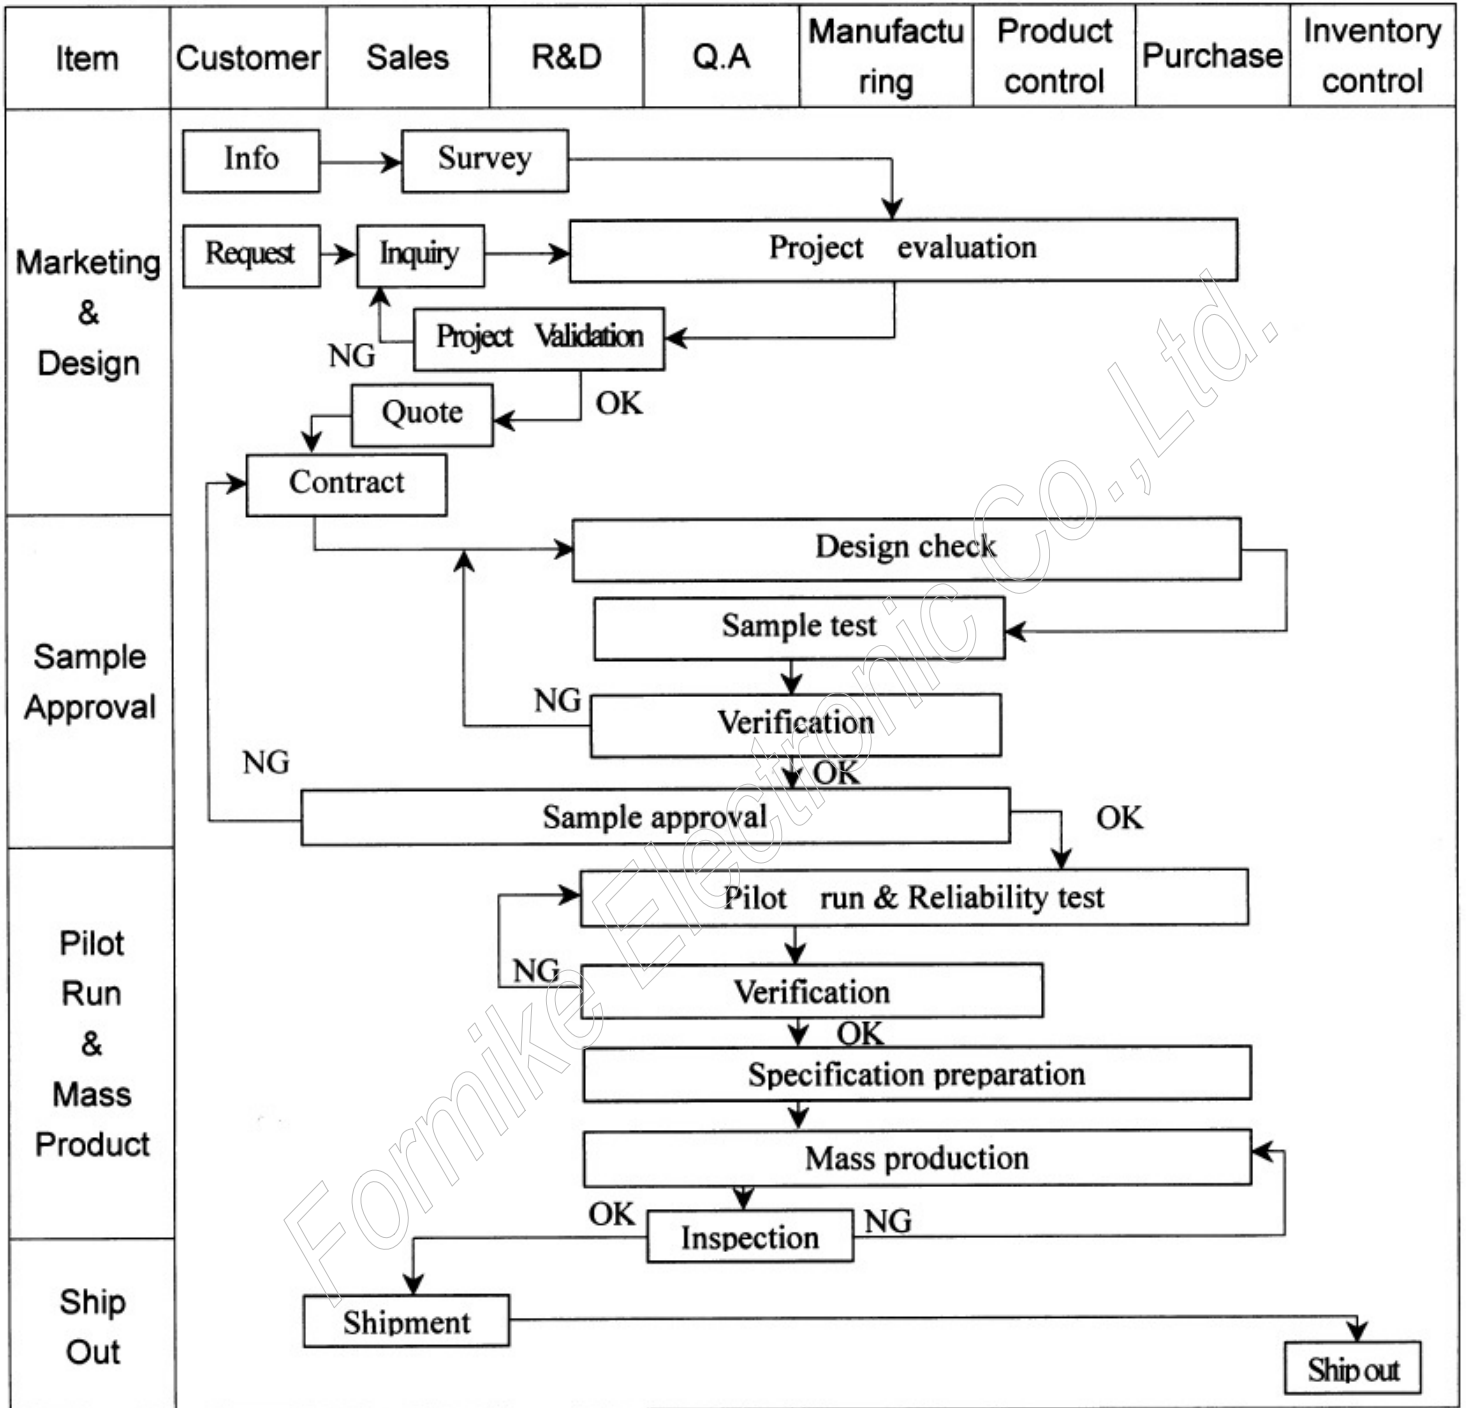 Item
Customer
Sales
R&D
Q.A
Manufactu
ring
Product
control
Purchase
Inventory
control
Marketing
&
Design
Info
Survey
Request
Inquiry
Project evaluation
Project Validation
NG
OK
Quote
Contract
Sample
Approval
Design check
Sample test
NG
Verification
NG
OK
Sample approval
OK
Pilot
Run
&
Mass
Product
Pilot run & Reliability test
NG
Verification
OK
Specification preparation
Mass production
OK
Inspection
NG
Ship
Out
Shipment
Ship out
Formike Electronic Co.,Ltd.